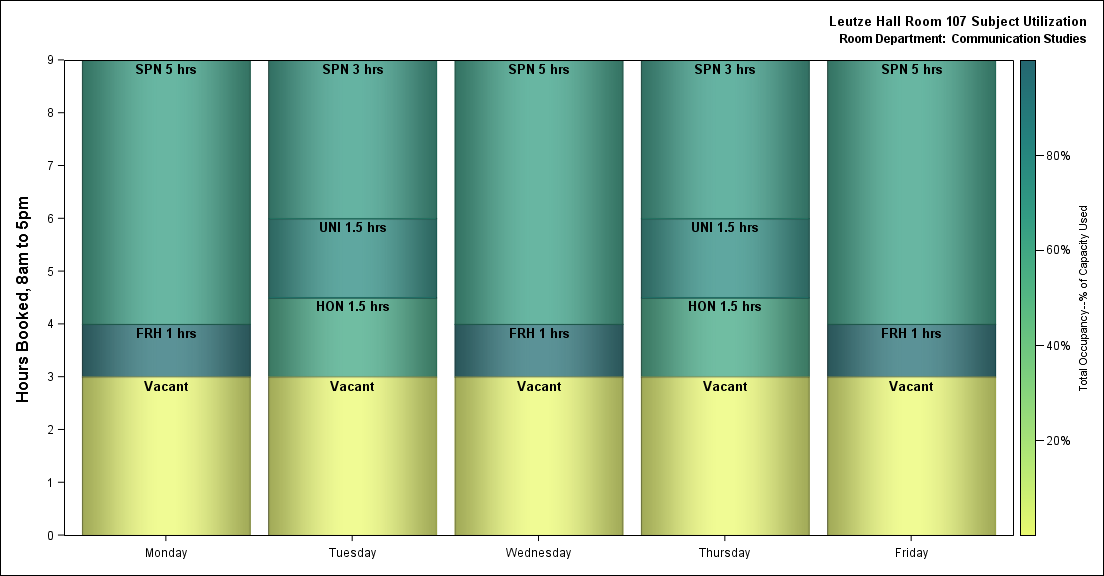 Leutze Hall Room 107 Subject Utilization
Room Department: Communication Studies
Hours Booked, 8am to 5pm
9
8
7
6
5
4
3
2
1
0
SPN 5 hrs
FRH 1 hrs
Vacant
Monday
SPN 3 hrs
UNI 1.5 hrs
HON 1.5 hrs
Vacant
Tuesday
SPN 5 hrs
FRH 1 hrs
Vacant
Wednesday
SPN 3 hrs
UNI 1.5 hrs
HON 1.5 hrs
Vacant
Thursday
SPN 5 hrs
FRH 1 hrs
Vacant
Friday
80%
60%
40%
20%
Total Occupancy--% of Capacity Used